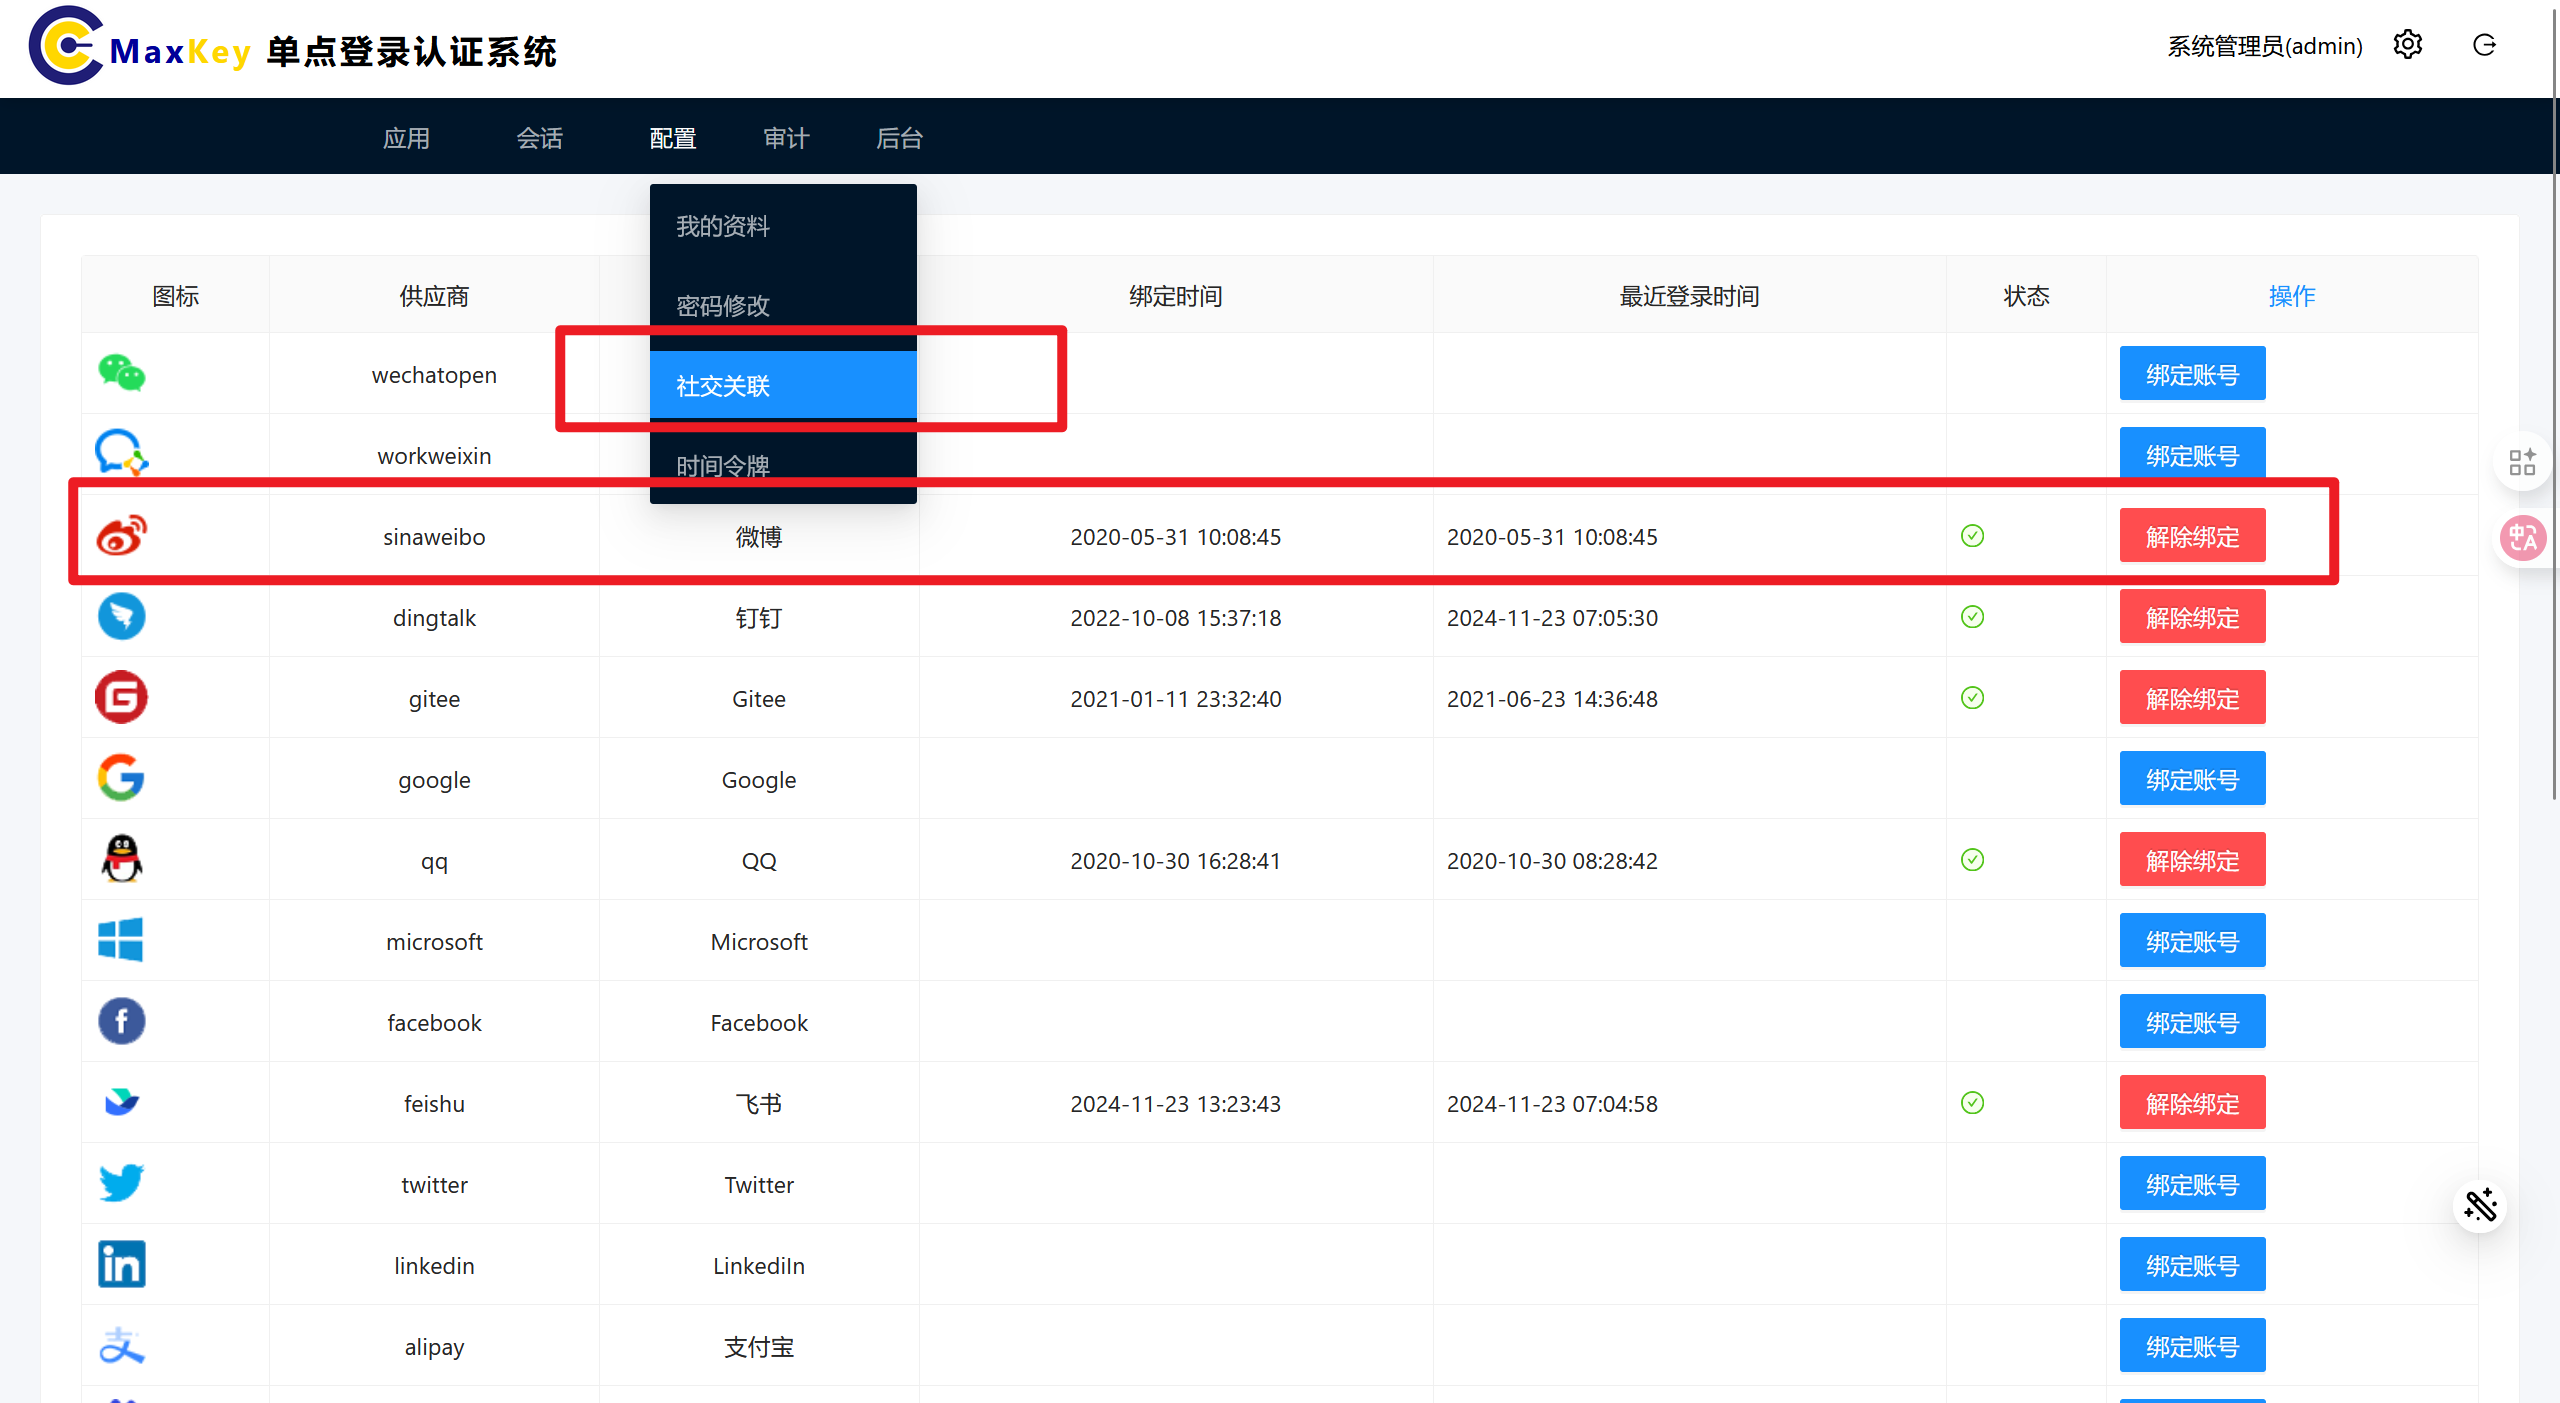 MaxKey 单点登录认证系统
系统管理员(admin)
应用 会话 配置 审计 后台
我的资料
密码修改
社交关联
时间令牌
图标 供应商 绑定时间 最近登录时间 状态 操作
wechatopen 绑定账号
workweixin 绑定账号
sinaweibo 微博 2020-05-31 10:08:45 2020-05-31 10:08:45 解除绑定
dingtalk 钉钉 2022-10-08 15:37:18 2024-11-23 07:05:30 解除绑定
gitee Gitee 2021-01-11 23:32:40 2021-06-23 14:36:48 解除绑定
google Google 绑定账号
qq QQ 2020-10-30 16:28:41 2020-10-30 08:28:42 解除绑定
microsoft Microsoft 绑定账号
facebook Facebook 绑定账号
feishu 飞书 2024-11-23 13:23:43 2024-11-23 07:04:58 解除绑定
twitter Twitter 绑定账号
linkedin LinkediIn 绑定账号
alipay 支付宝 绑定账号